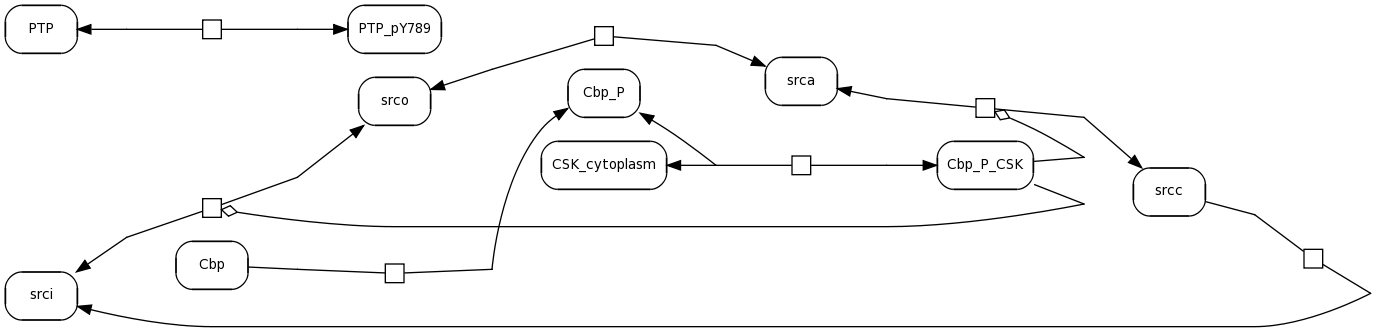 PTP
PTP_pY789
srco
Cbp_P
srca
CSK_cytoplasm
Cbp_P_CSK
srcc
Cbp
srci